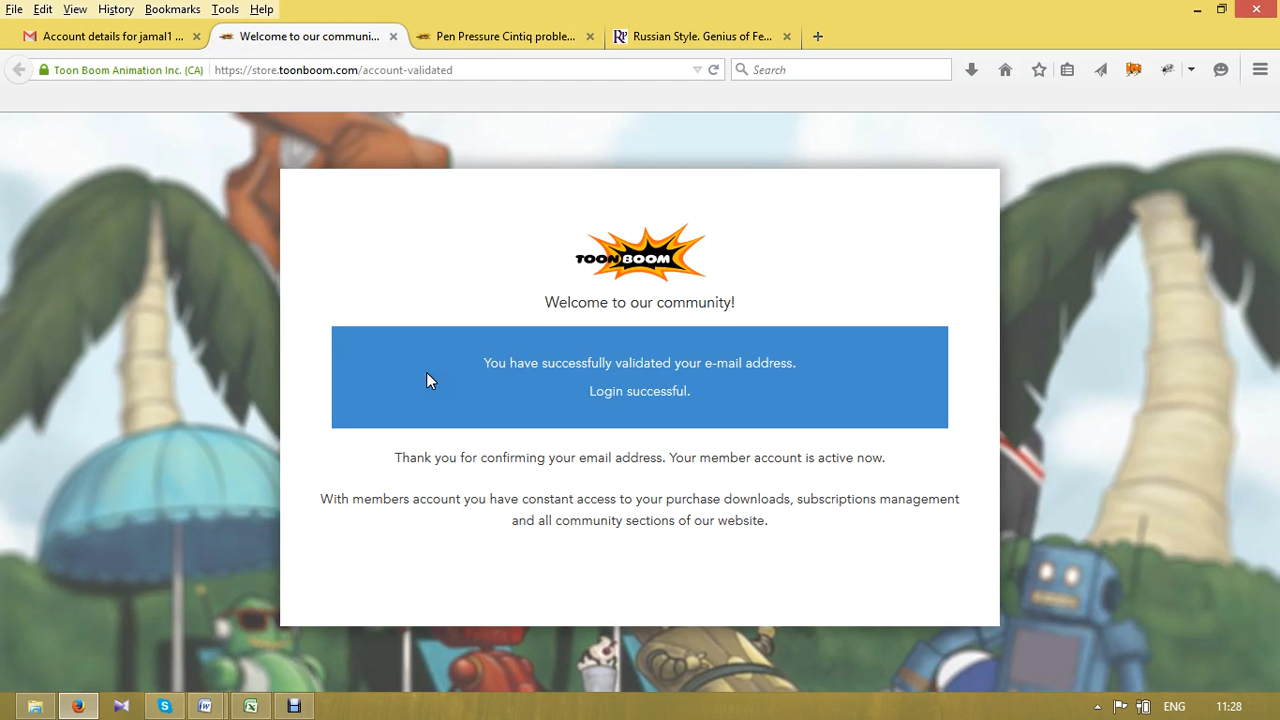 File Edit View History Bookmarks Tools Help
Account details for jamal1 ... Welcome to our communi... Pen Pressure Cintiq proble... Rp Russian Style. Genius of Fe...
Toon Boom Animation Inc. (CA) https://store.toonboom.com/account-validated Search
TOON BOOM
Welcome to our community!
You have successfully validated your e-mail address.
Login successful.
Thank you for confirming your email address. Your member account is active now.
With members account you have constant access to your purchase downloads, subscriptions management
and all community sections of our website.
ENG 11:28